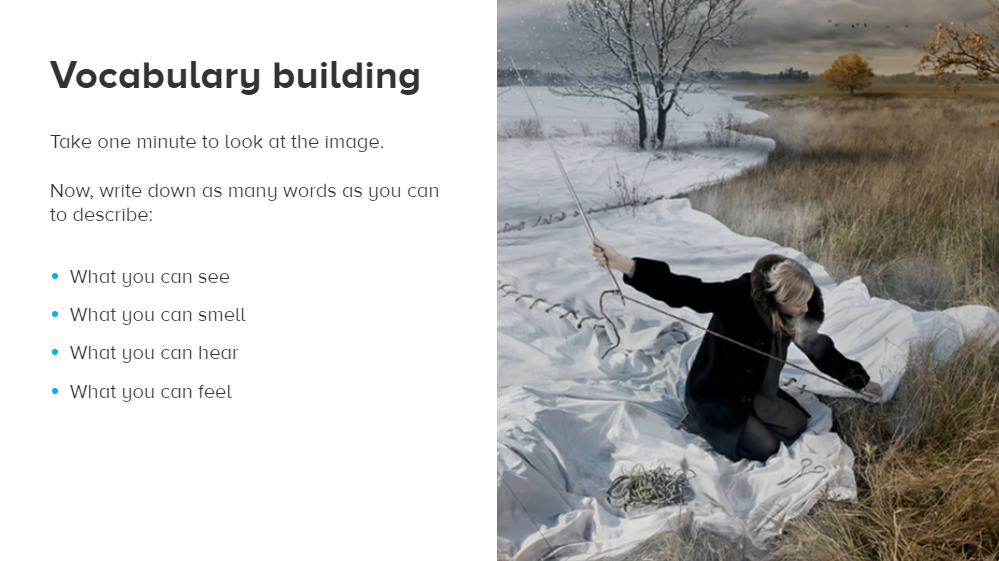 Vocabulary building
Take one minute to look at the image.
Now, write down as many words as you can
to describe:
• What you can see
• What you can smell
• What you can hear
• What you can feel